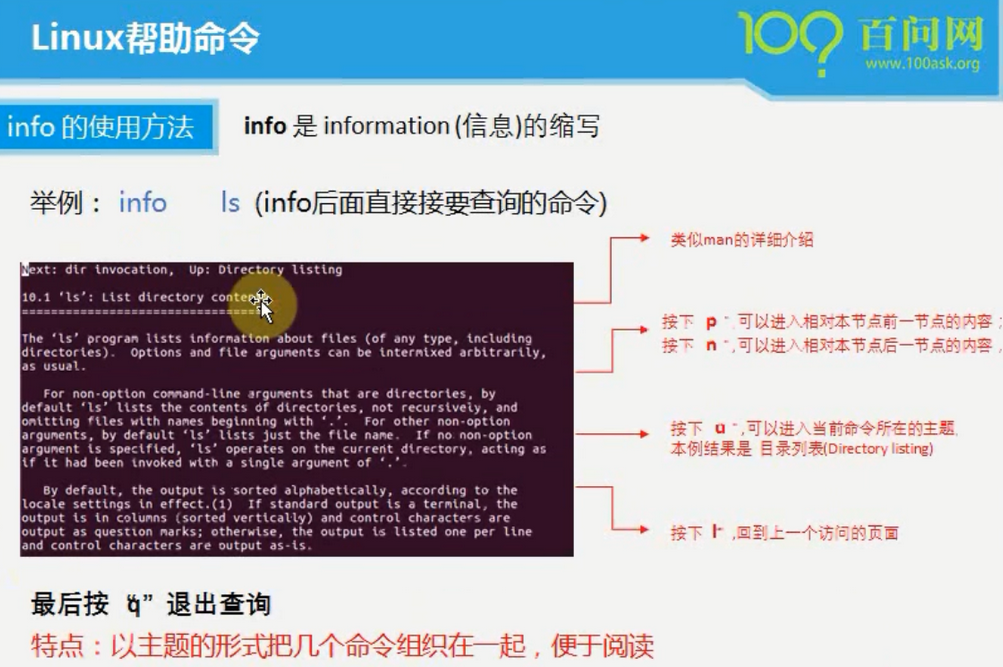 Linux帮助命令
100? 百问网
www.100ask.org
info 的使用方法
info 是 information (信息)的缩写
举例： info ls (info后面直接接要查询的命令)
类似man的详细介绍
Next: dir invocation, Up: Directory listing
10.1 ‘ls’: List directory contents
==================================
按下 p “,可以进入相对本节点前一节点的内容；
按下 n “,可以进入相对本节点后一节点的内容，
The ‘ls’ program lists information about files (of any type, including
directories). Options and file arguments can be intermixed arbitrarily,
as usual.
For non-option command-line arguments that are directories, by
default ‘ls’ lists the contents of directories, not recursively, and
omitting files with names beginning with ‘.’. For other non-option
arguments, by default ‘ls’ lists just the file name. If no non-option
argument is specified, ‘ls’ operates on the current directory, acting as
if it had been invoked with a single argument of ‘.’.
按下 u “,可以进入当前命令所在的主题,
本例结果是 目录列表(Directory listing)
By default, the output is sorted alphabetically, according to the
locale settings in effect.(1) If standard output is a terminal, the
output is in columns (sorted vertically) and control characters are
output as question marks; otherwise, the output is listed one per line
and control characters are output as-is.
按下 l“ ,回到上一个访问的页面
最后按 “q” 退出查询
特点：以主题的形式把几个命令组织在一起，便于阅读